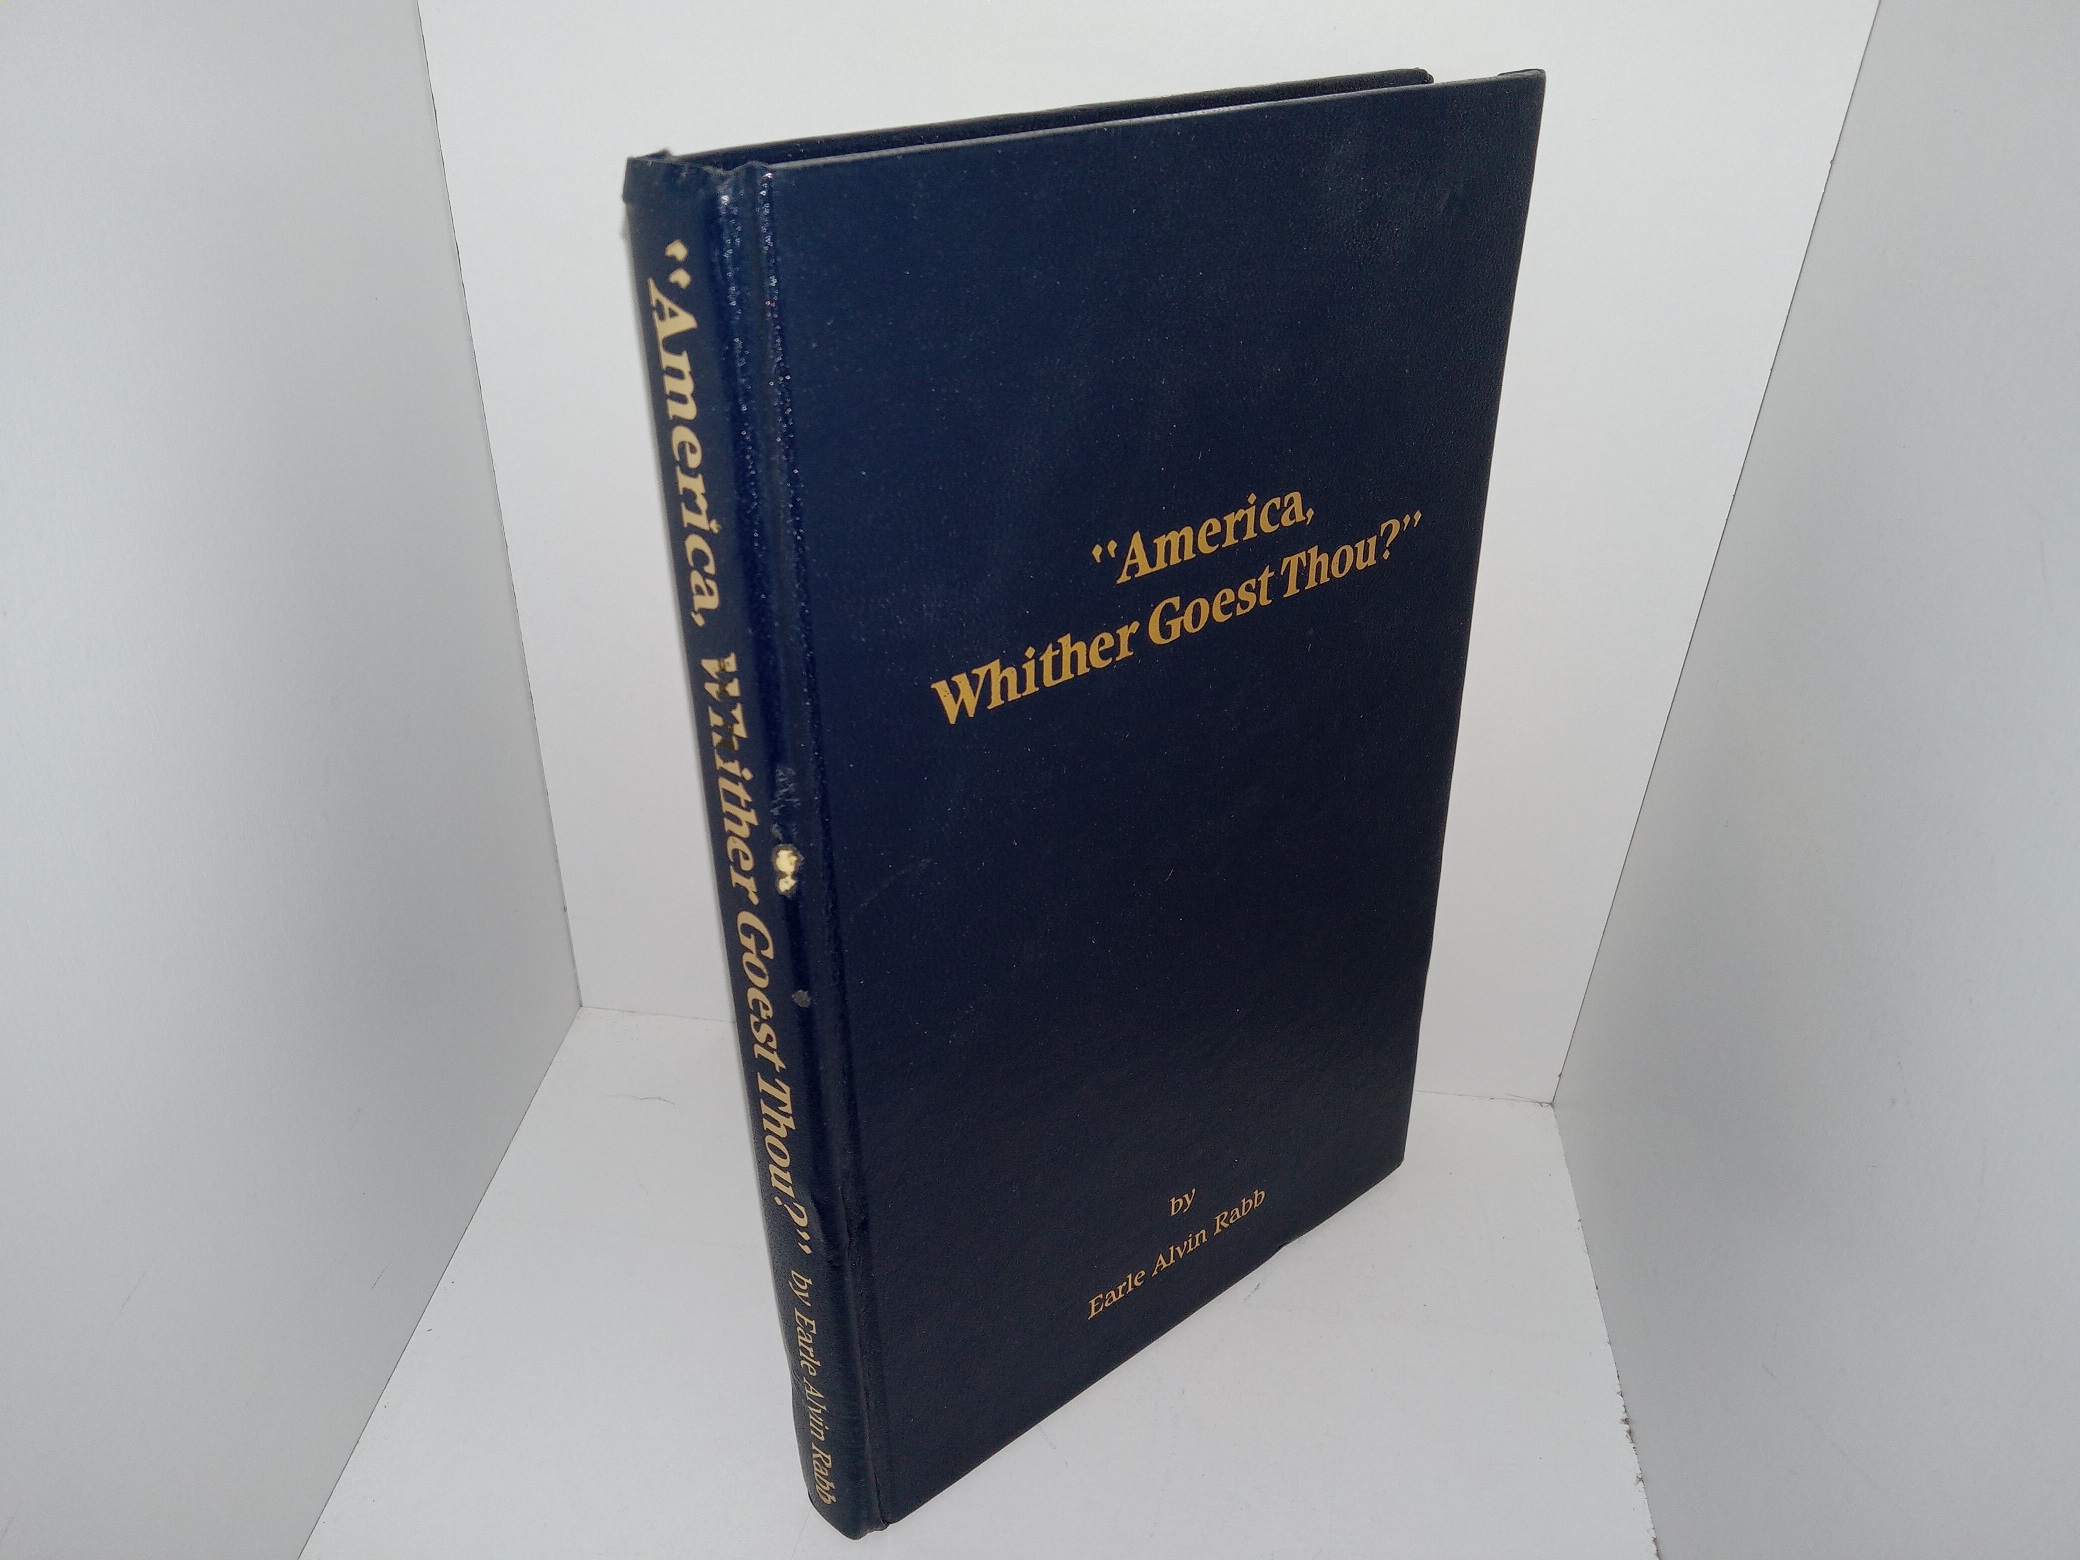 “America, Whither Goest Thou?” by Earle Alvin Rabb
“America,
Whither Goest Thou?”
by
Earle Alvin Rabb